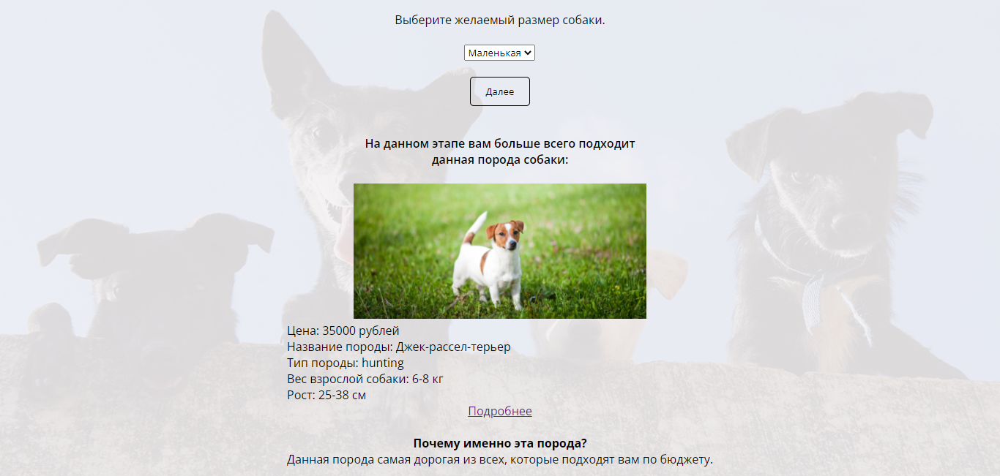 Выберите желаемый размер собаки.
Маленькая
Далее
На данном этапе вам больше всего подходит
данная порода собаки:
Цена: 35000 рублей
Название породы: Джек-рассел-терьер
Тип породы: hunting
Вес взрослой собаки: 6-8 кг
Рост: 25-38 см
Подробнее
Почему именно эта порода?
Данная порода самая дорогая из всех, которые подходят вам по бюджету.